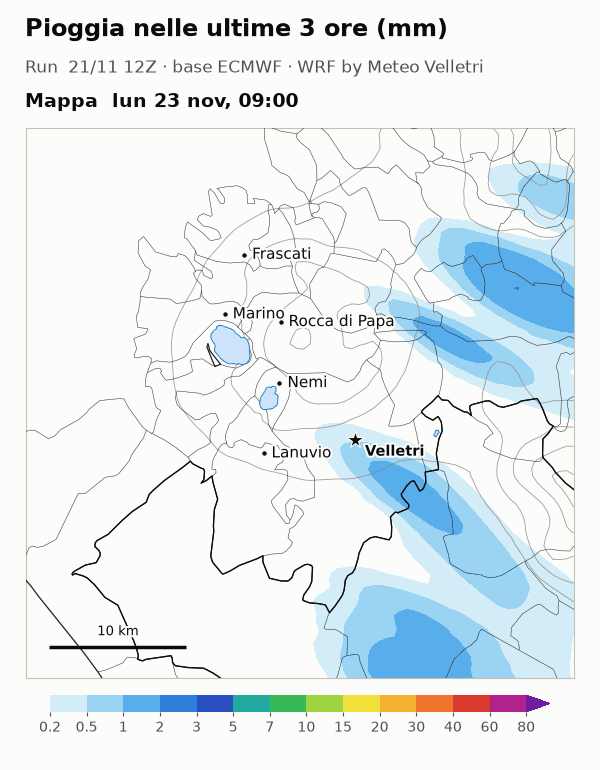 Pioggia nelle ultime 3 ore (mm)
Run  21/11 12Z · base ECMWF · WRF by Meteo Velletri
Mappa  lun 23 nov, 09:00
Frascati
Marino
Rocca di Papa
Nemi
Velletri
Lanuvio
10 km
0.2 0.5 1 2 3 5 7 10 15 20 30 40 60 80